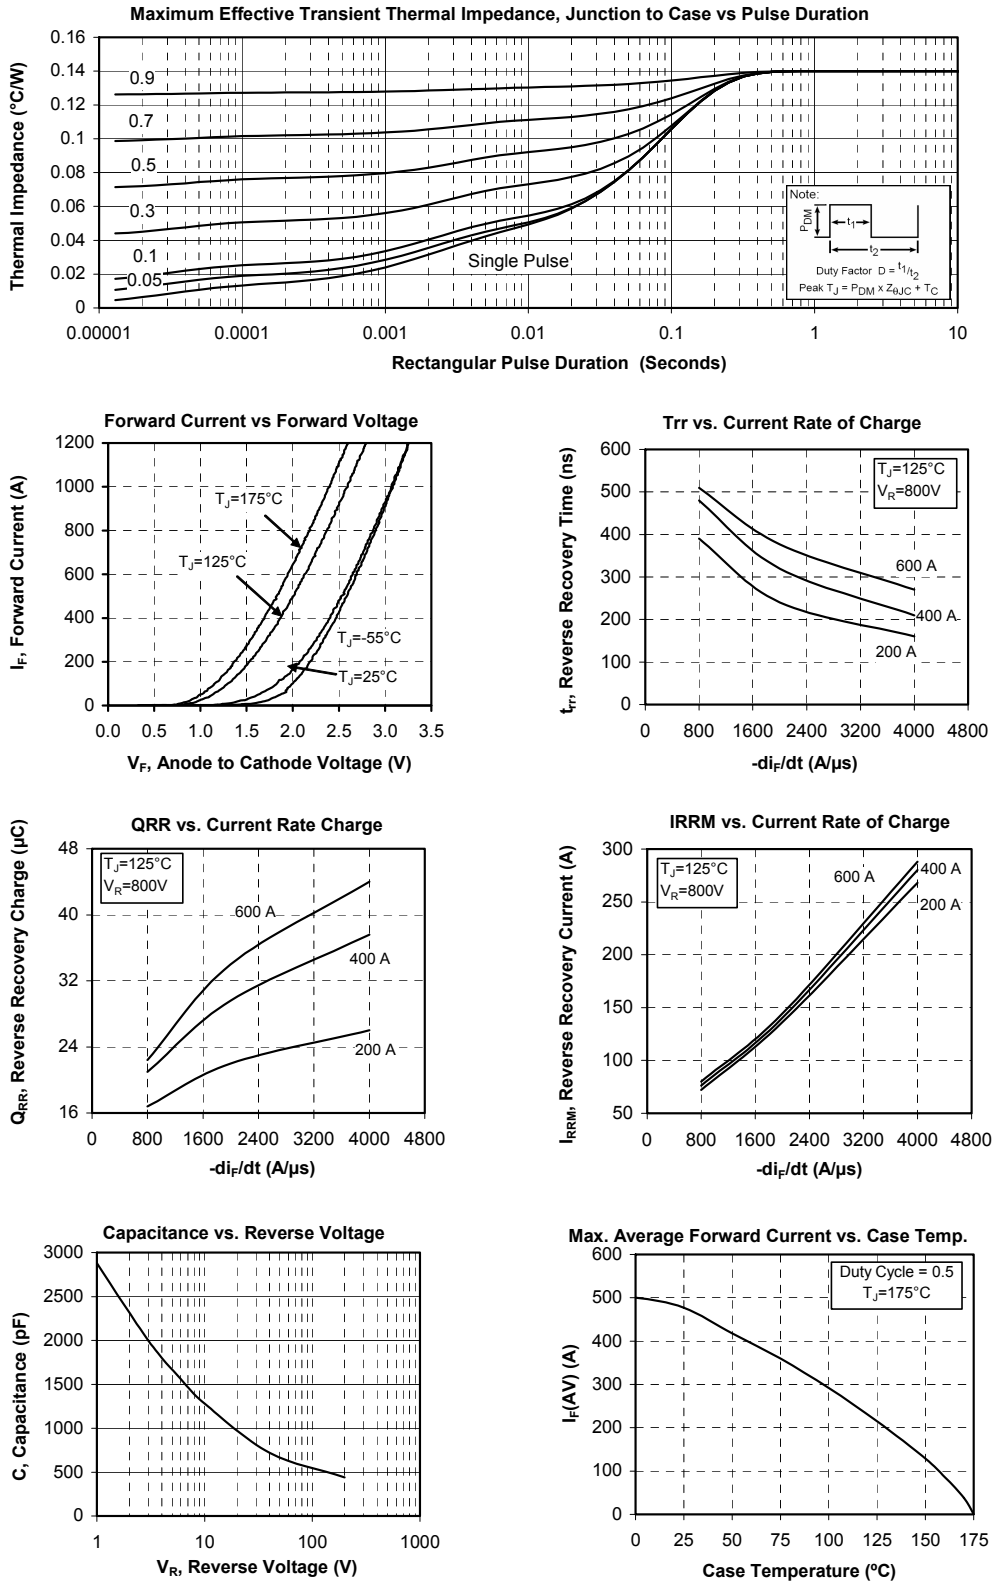 Maximum Effective Transient Thermal Impedance, Junction to Case vs Pulse Duration
Thermal Impedance (°C/W)
0.16
0.14
0.12
0.1
0.08
0.06
0.04
0.02
0
0.9
0.7
0.5
0.3
0.1
0.05
Single Pulse
Note:
PDM
t1
t2
Duty Factor D = t1/t2
Peak TJ = PDM x ZθJC + TC
0.00001 0.0001 0.001 0.01 0.1 1 10
Rectangular Pulse Duration (Seconds)
Forward Current vs Forward Voltage
IF, Forward Current (A)
1200
1000
800
600
400
200
0
TJ=175°C
TJ=125°C
TJ=-55°C
TJ=25°C
0.0 0.5 1.0 1.5 2.0 2.5 3.0 3.5
VF, Anode to Cathode Voltage (V)
Trr vs. Current Rate of Charge
trr, Reverse Recovery Time (ns)
600
500
400
300
200
100
0
TJ=125°C
VR=800V
600 A
400 A
200 A
0 800 1600 2400 3200 4000 4800
-diF/dt (A/µs)
QRR vs. Current Rate Charge
QRR, Reverse Recovery Charge (µC)
48
40
32
24
16
TJ=125°C
VR=800V
600 A
400 A
200 A
0 800 1600 2400 3200 4000 4800
-diF/dt (A/µs)
IRRM vs. Current Rate of Charge
IRRM, Reverse Recovery Current (A)
300
250
200
150
100
50
TJ=125°C
VR=800V
600 A
400 A
200 A
0 800 1600 2400 3200 4000 4800
-diF/dt (A/µs)
Capacitance vs. Reverse Voltage
C, Capacitance (pF)
3000
2500
2000
1500
1000
500
0
1 10 100 1000
VR, Reverse Voltage (V)
Max. Average Forward Current vs. Case Temp.
IF(AV) (A)
600
500
400
300
200
100
0
Duty Cycle = 0.5
TJ=175°C
0 25 50 75 100 125 150 175
Case Temperature (ºC)